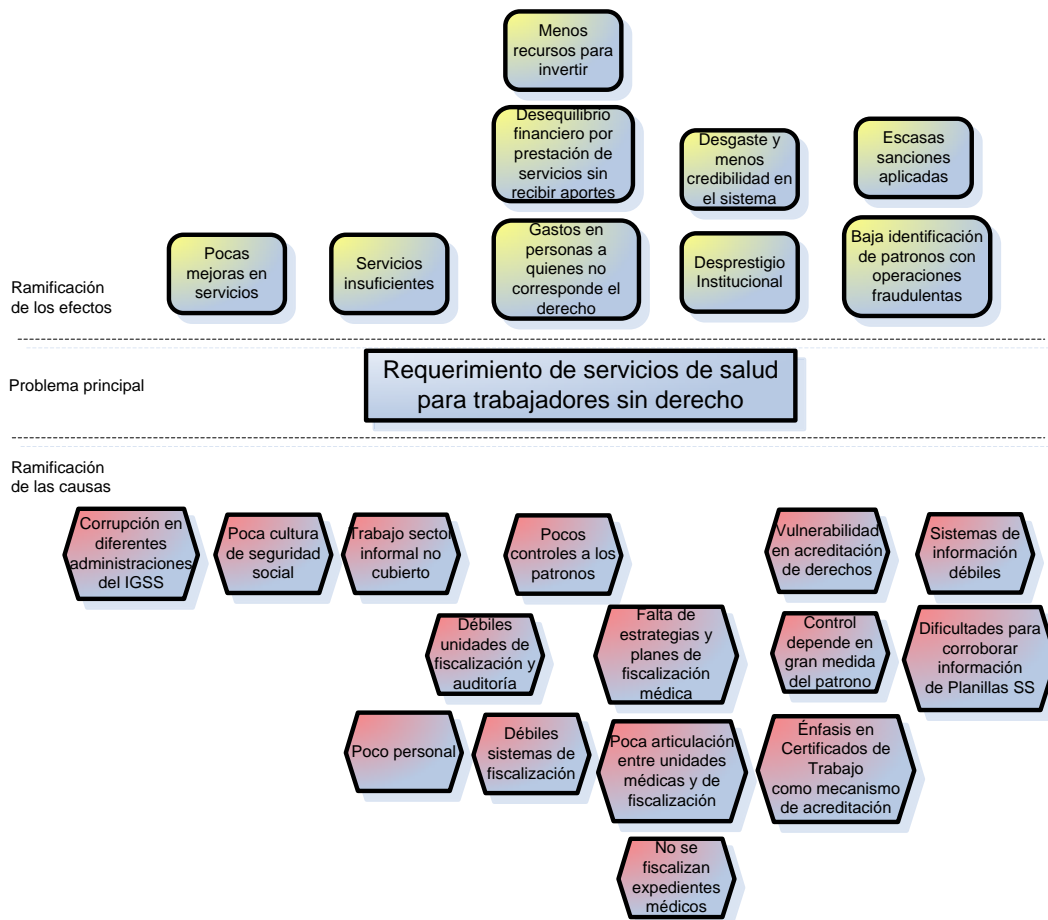 Menos
recursos para
invertir
Desequilibrio
financiero por
prestación de
servicios sin
recibir aportes
Desgaste y
menos
credibilidad en
el sistema
Escasas
sanciones
aplicadas
Ramificación
de los efectos
Pocas
mejoras en
servicios
Servicios
insuficientes
Gastos en
personas a
quienes no
corresponde el
derecho
Desprestigio
Institucional
Baja identificación
de patronos con
operaciones
fraudulentas
Problema principal
Requerimiento de servicios de salud
para trabajadores sin derecho
Ramificación
de las causas
Corrupción en
diferentes
administraciones
del IGSS
Poca cultura
de seguridad
social
Trabajo sector
informal no
cubierto
Pocos
controles a los
patronos
Vulnerabilidad
en acreditación
de derechos
Sistemas de
información
débiles
Débiles
unidades de
fiscalización y
auditoría
Falta de
estrategias y
planes de
fiscalización
médica
Control
depende en
gran medida
del patrono
Dificultades para
corroborar
información
de Planillas SS
Poco personal
Débiles
sistemas de
fiscalización
Poca articulación
entre unidades
médicas y de
fiscalización
Énfasis en
Certificados de
Trabajo
como mecanismo
de acreditación
No se
fiscalizan
expedientes
médicos